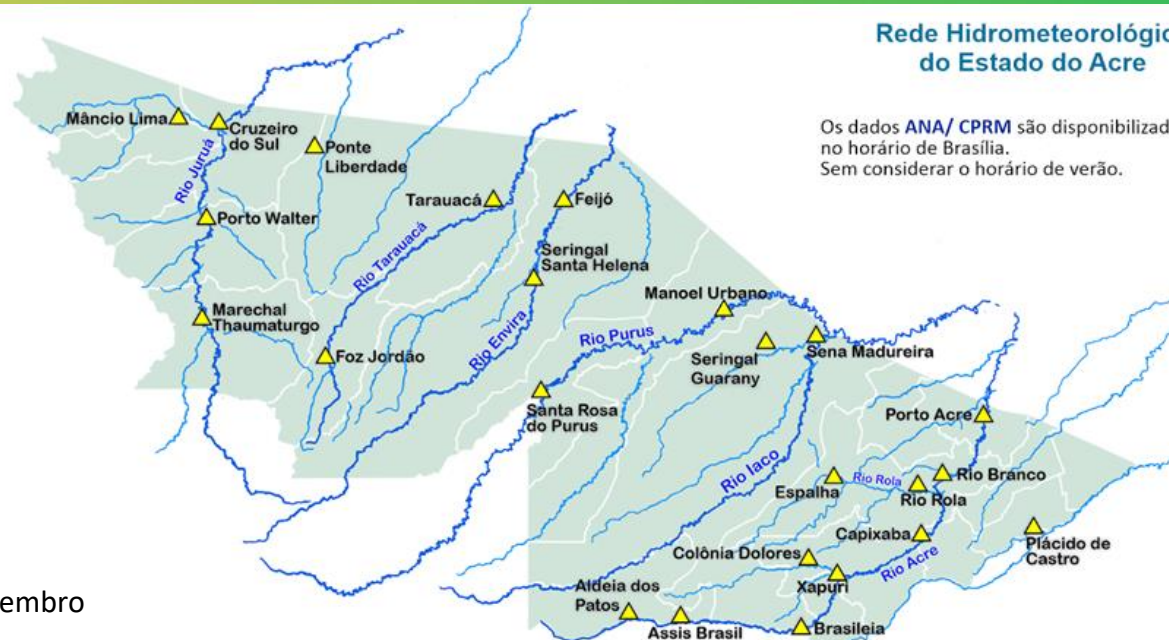 Rede Hidrometeorológic
do Estado do Acre
Os dados ANA/ CPRM são disponibilizad
no horário de Brasília.
Sem considerar o horário de verão.
Mâncio Lima
Cruzeiro
do Sul
Ponte
Liberdade
Rio Juruá
Porto Walter
Tarauacá
Feijó
Rio Tarauacá
Seringal
Santa Helena
Marechal
Thaumaturgo
Foz Jordão
Rio Envira
Manoel Urbano
Rio Purus
Seringal
Guarany
Sena Madureira
Santa Rosa
do Purus
Porto Acre
Rio Iaco
Espalha
Rio Rola
Rio Rola
Rio Branco
Capixaba
Plácido de
Castro
Colônia Dolores
Rio Acre
Xapuri
Aldeia dos
Patos
Assis Brasil
Brasileia
embro